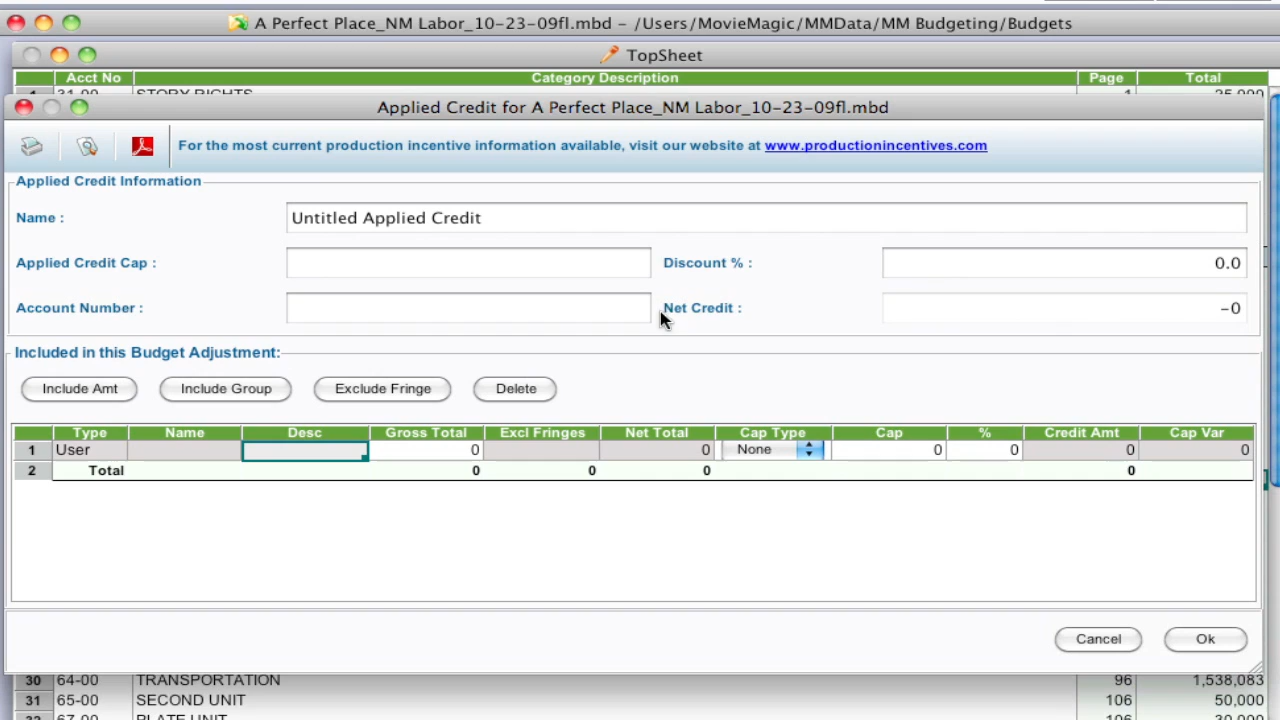 A Perfect Place_NM Labor_10-23-09fl.mbd – /Users/MovieMagic/MMData/MM Budgeting/Budgets
TopSheet
Acct No Category Description Page Total
Applied Credit for A Perfect Place_NM Labor_10-23-09fl.mbd
For the most current production incentive information available, visit our website at www.productionincentives.com
Applied Credit Information
Name : Untitled Applied Credit
Applied Credit Cap : Discount % : 0.0
Account Number : Net Credit : -0
Included in this Budget Adjustment:
Include Amt Include Group Exclude Fringe Delete
Type Name Desc Gross Total Excl Fringes Net Total Cap Type Cap % Credit Amt Cap Var
1 User 0 0 None 0 0 0 0
2 Total 0 0 0 0
Cancel Ok
30 64-00 TRANSPORTATION 96 1,538,083
31 65-00 SECOND UNIT 106 50,000